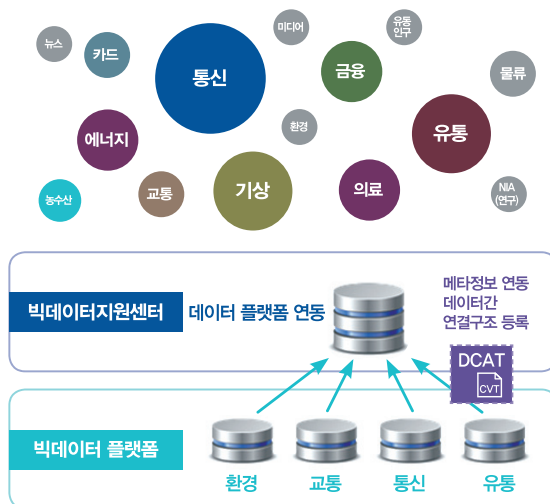 뉴스
카드
통신
미디어
유동
인구
금융
물류
에너지
환경
유통
농수산
교통
기상
의료
NIA
(연구)
빅데이터지원센터
데이터 플랫폼 연동
메타정보 연동
데이터간
연결구조 등록
DCAT
CVT
빅데이터 플랫폼
환경
교통
통신
유통